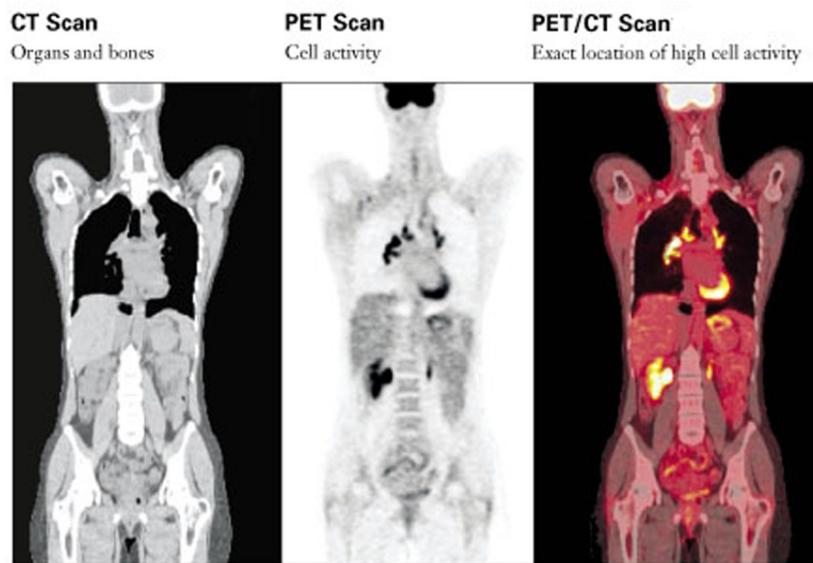 CT Scan
Organs and bones
PET Scan
Cell activity
PET/CT Scan
Exact location of high cell activity